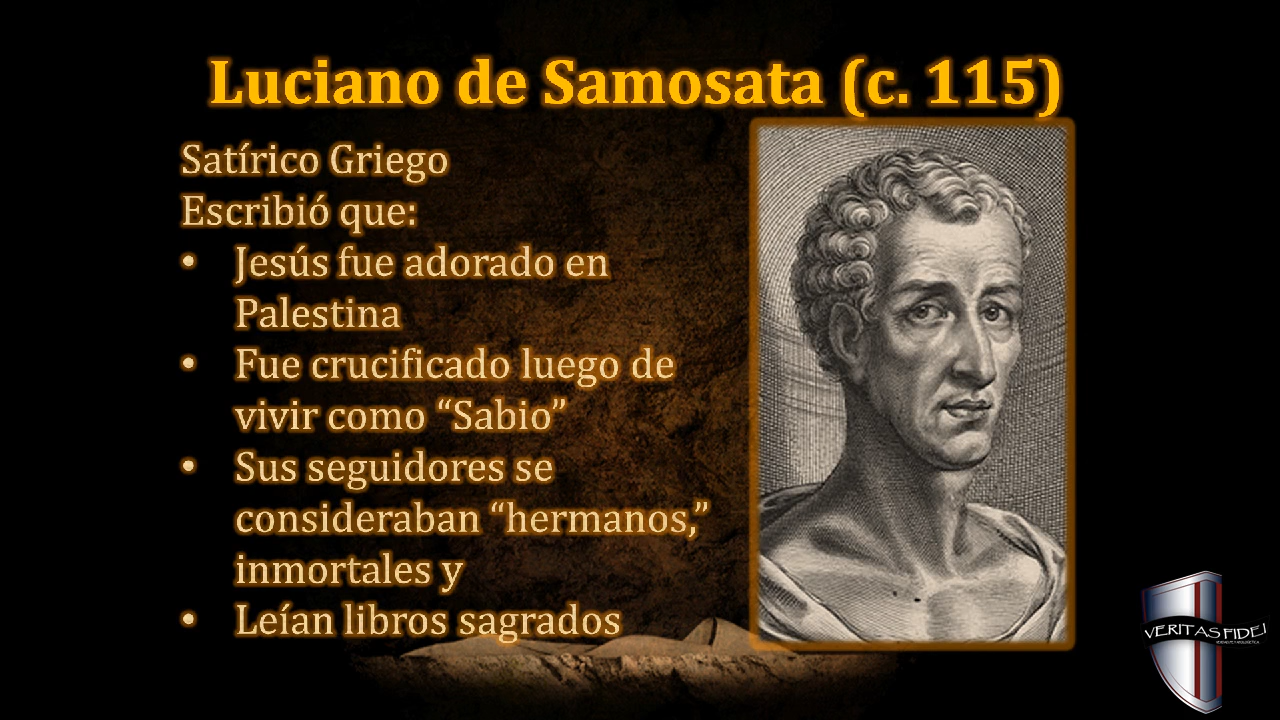 Luciano de Samosata (c. 115)
Satírico Griego
Escribió que:
• Jesús fue adorado en
Palestina
• Fue crucificado luego de
vivir como “Sabio”
• Sus seguidores se
consideraban “hermanos,”
inmortales y
• Leían libros sagrados
VERITAS FIDEI